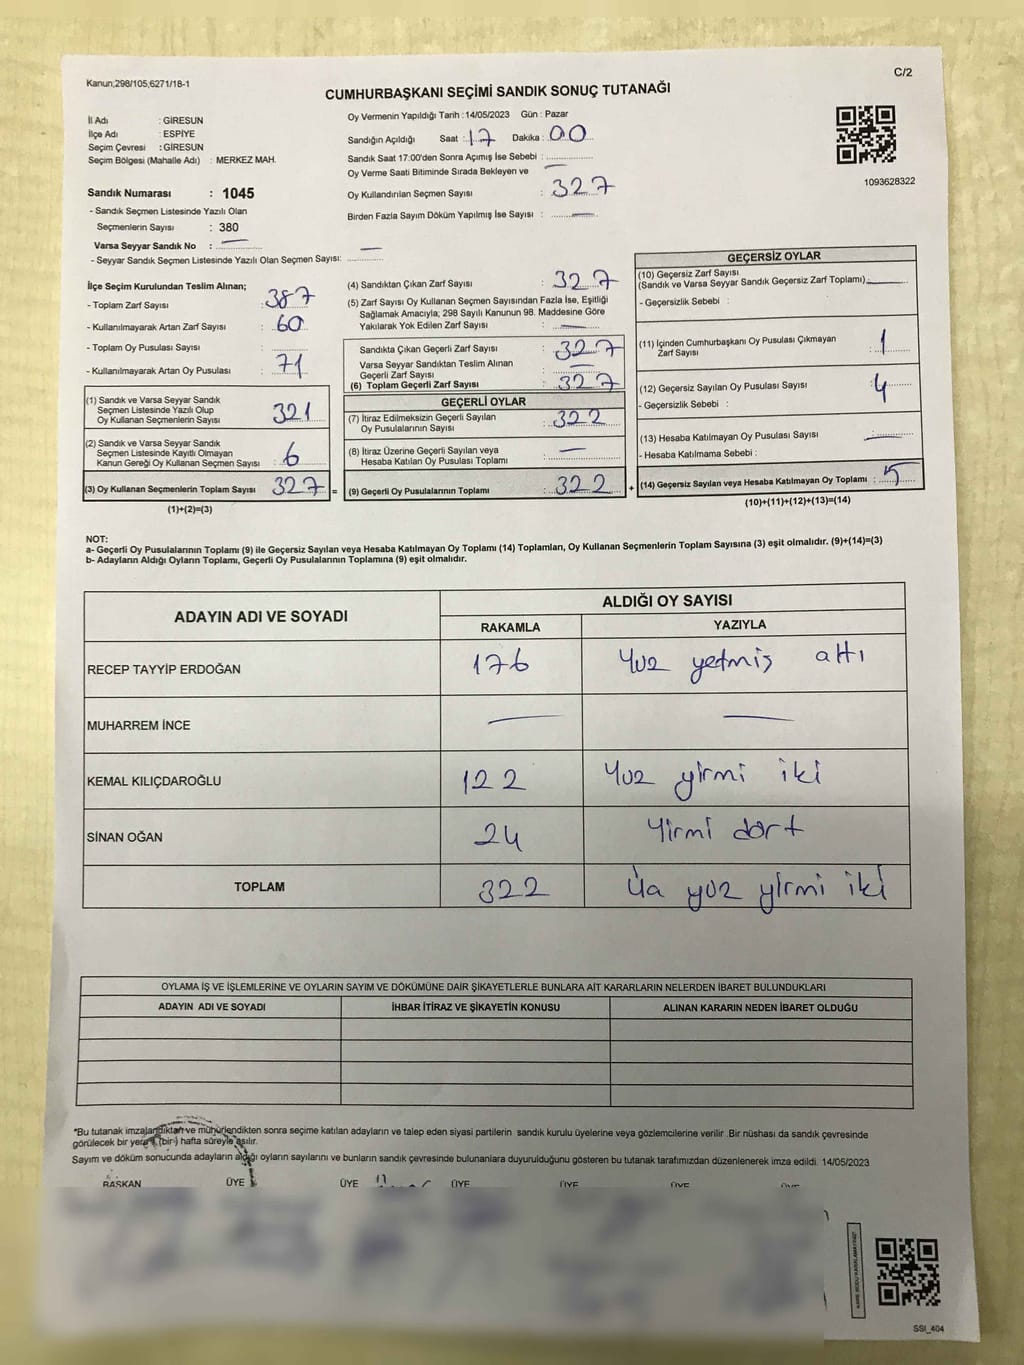 Kanun;298/105,6271/18-1
C/2
CUMHURBAŞKANI SEÇİMİ SANDIK SONUÇ TUTANAĞI
İl Adı : GİRESUN
İlçe Adı : ESPİYE
Seçim Çevresi : GİRESUN
Seçim Bölgesi (Mahalle Adı) : MERKEZ MAH.
Oy Vermenin Yapıldığı Tarih : 14/05/2023 Gün : Pazar
Sandığın Açıldığı Saat : 17 Dakika : 00
Sandık Saat 17:00'den Sonra Açımış İse Sebebi :
Oy Verme Saati Bitiminde Sırada Bekleyen ve
Oy Kullandırılan Seçmen Sayısı : 327
Birden Fazla Sayım Döküm Yapılmış İse Sayısı : —
1093628322
Sandık Numarası : 1045
- Sandık Seçmen Listesinde Yazılı Olan
Seçmenlerin Sayısı : 380
Varsa Seyyar Sandık No : —
- Seyyar Sandık Seçmen Listesinde Yazılı Olan Seçmen Sayısı: —
İlçe Seçim Kurulundan Teslim Alınan;
- Toplam Zarf Sayısı : 387
- Kullanılmayarak Artan Zarf Sayısı : 60
- Toplam Oy Pusulası Sayısı :
- Kullanılmayarak Artan Oy Pusulası : 71
(1) Sandık ve Varsa Seyyar Sandık
Seçmen Listesinde Yazılı Olup
Oy Kullanan Seçmenlerin Sayısı : 321
(2) Sandık ve Varsa Seyyar Sandık
Seçmen Listesinde Kayıtlı Olmayan
Kanun Gereği Oy Kullanan Seçmen Sayısı : 6
(3) Oy Kullanan Seçmenlerin Toplam Sayısı : 327 =
(1)+(2)=(3)
(4) Sandıktan Çıkan Zarf Sayısı : 327
(5) Zarf Sayısı Oy Kullanan Seçmen Sayısından Fazla İse, Eşitliği
Sağlamak Amacıyla; 298 Sayılı Kanunun 98. Maddesine Göre
Yakılarak Yok Edilen Zarf Sayısı : —
Sandıkta Çıkan Geçerli Zarf Sayısı : 327
Varsa Seyyar Sandıktan Teslim Alınan
Geçerli Zarf Sayısı : —
(6) Toplam Geçerli Zarf Sayısı : 327
GEÇERLİ OYLAR
(7) İtiraz Edilmeksizin Geçerli Sayılan
Oy Pusulalarının Sayısı : 322
(8) İtiraz Üzerine Geçerli Sayılan veya
Hesaba Katılan Oy Pusulası Toplamı : —
(9) Geçerli Oy Pusulalarının Toplamı : 322 +
GEÇERSİZ OYLAR
(10) Geçersiz Zarf Sayısı
(Sandık ve Varsa Seyyar Sandık Geçersiz Zarf Toplamı) : —
- Geçersizlik Sebebi :
(11) İçinden Cumhurbaşkanı Oy Pusulası Çıkmayan
Zarf Sayısı : 1
(12) Geçersiz Sayılan Oy Pusulası Sayısı : 4
- Geçersizlik Sebebi :
(13) Hesaba Katılmayan Oy Pusulası Sayısı : —
- Hesaba Katılmama Sebebi :
(14) Geçersiz Sayılan veya Hesaba Katılmayan Oy Toplamı : 5
(10)+(11)+(12)+(13)=(14)
NOT:
a- Geçerli Oy Pusulalarının Toplamı (9) ile Geçersiz Sayılan veya Hesaba Katılmayan Oy Toplamı (14) Toplamları, Oy Kullanan Seçmenlerin Toplam Sayısına (3) eşit olmalıdır. (9)+(14)=(3)
b- Adayların Aldığı Oyların Toplamı, Geçerli Oy Pusulalarının Toplamına (9) eşit olmalıdır.
ADAYIN ADI VE SOYADI
ALDIĞI OY SAYISI
RAKAMLA YAZIYLA
RECEP TAYYİP ERDOĞAN 176 Yüz yetmiş altı
MUHARREM İNCE — —
KEMAL KILIÇDAROĞLU 122 Yuz yirmi iki
SİNAN OĞAN 24 Yirmi dört
TOPLAM 322 yuz yirmi iki
OYLAMA İŞ VE İŞLEMLERİNE VE OYLARIN SAYIM VE DÖKÜMÜNE DAİR ŞİKAYETLERLE BUNLARA AİT KARARLARIN NELERDEN İBARET BULUNDUKLARI
ADAYIN ADI VE SOYADI İHBAR İTİRAZ VE ŞİKAYETİN KONUSU ALINAN KARARIN NEDEN İBARET OLDUĞU
*Bu tutanak imzalandıktan ve mühürlendikten sonra seçime katılan adayların ve talep eden siyasi partilerin sandık kurulu üyelerine veya gözlemcilerine verilir .Bir nüshası da sandık çevresinde
görülecek bir yere 1 (bir-) hafta süreyle asılır.
Sayım ve döküm sonucunda adayların aldığı oyların sayılarını ve bunların sandık çevresinde bulunanlara duyurulduğunu gösteren bu tutanak tarafımızdan düzenlenerek imza edildi. 14/05/2023
BAŞKAN ÜYE ÜYE ÜYE ÜYE ÜYE ÜYE
SSI_404